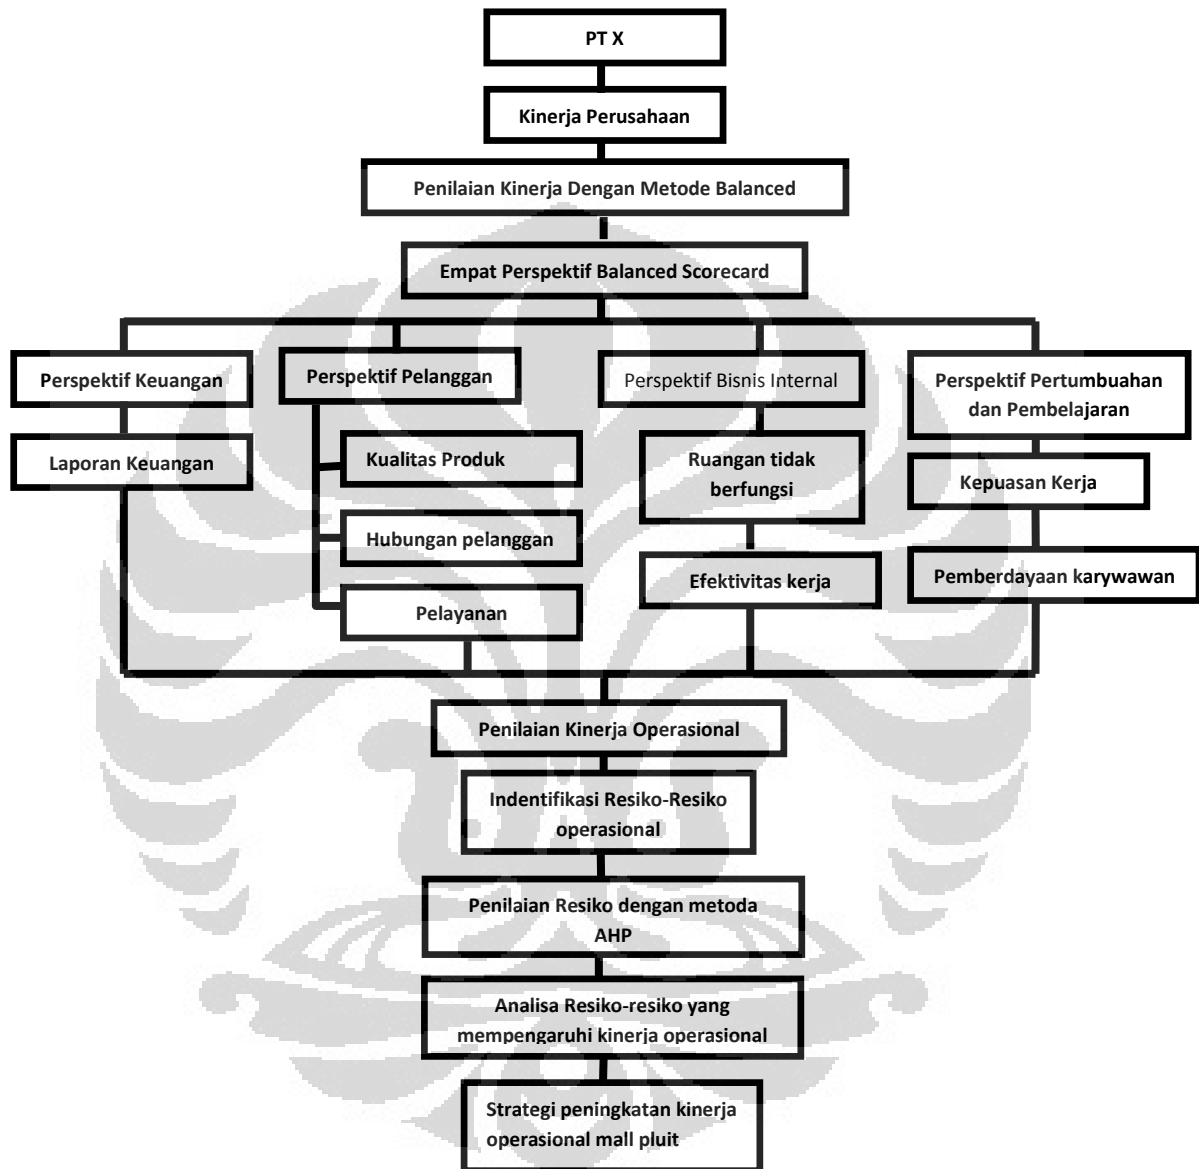 PT X
Kinerja Perusahaan
Penilaian Kinerja Dengan Metode Balanced
Empat Perspektif Balanced Scorecard
Perspektif Keuangan
Laporan Keuangan
Perspektif Pelanggan
Kualitas Produk
Hubungan pelanggan
Pelayanan
Perspektif Bisnis Internal
Ruangan tidak
berfungsi
Efektivitas kerja
Perspektif Pertumbuahan
dan Pembelajaran
Kepuasan Kerja
Pemberdayaan karywawan
Penilaian Kinerja Operasional
Indentifikasi Resiko-Resiko
operasional
Penilaian Resiko dengan metoda
AHP
Analisa Resiko-resiko yang
mempengaruhi kinerja operasional
Strategi peningkatan kinerja
operasional mall pluit